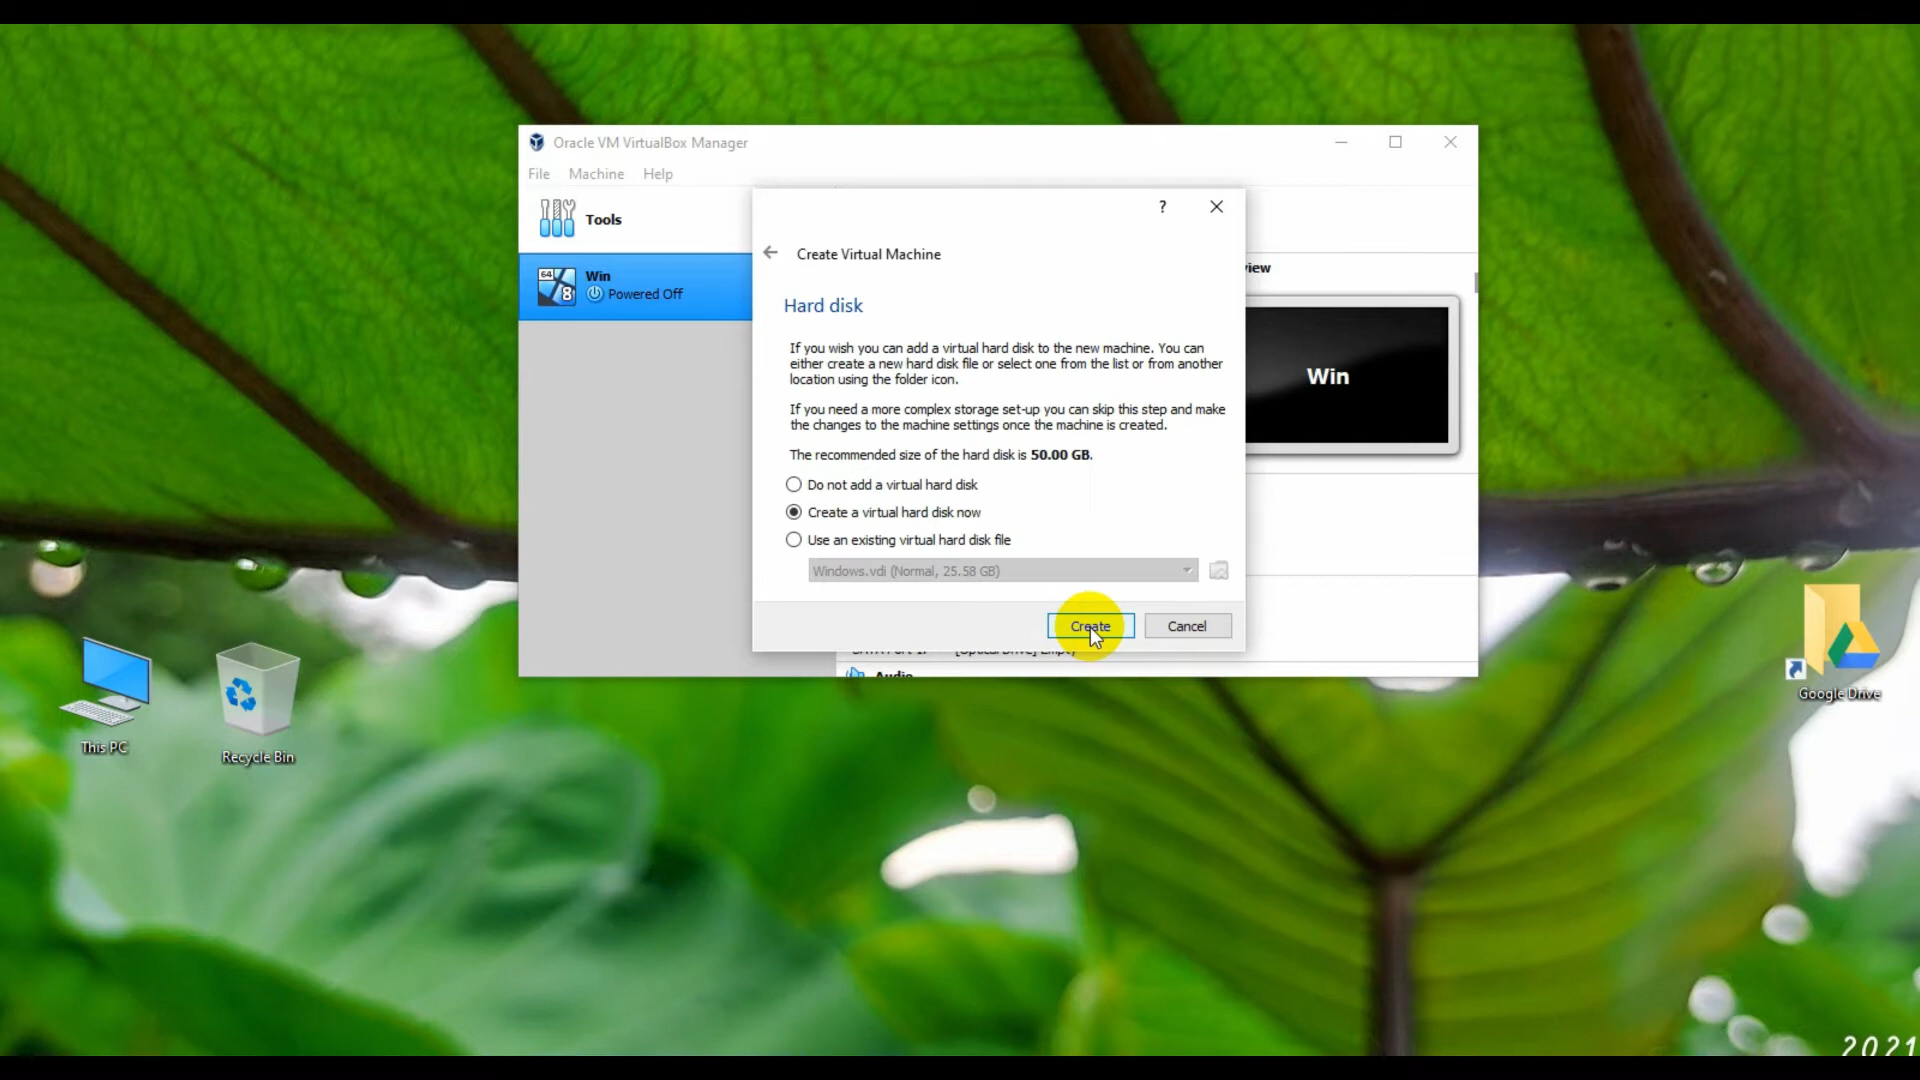 Oracle VM VirtualBox Manager
File Machine Help
Tools
64
8
Win
Powered Off
?
Create Virtual Machine
Hard disk
If you wish you can add a virtual hard disk to the new machine. You can
either create a new hard disk file or select one from the list or from another
location using the folder icon.
If you need a more complex storage set-up you can skip this step and make
the changes to the machine settings once the machine is created.
The recommended size of the hard disk is 50.00 GB.
Do not add a virtual hard disk
Create a virtual hard disk now
Use an existing virtual hard disk file
Windows.vdi (Normal, 25.58 GB)
Create Cancel
iew
Win
Audio
This PC
Recycle Bin
Google Drive
2021